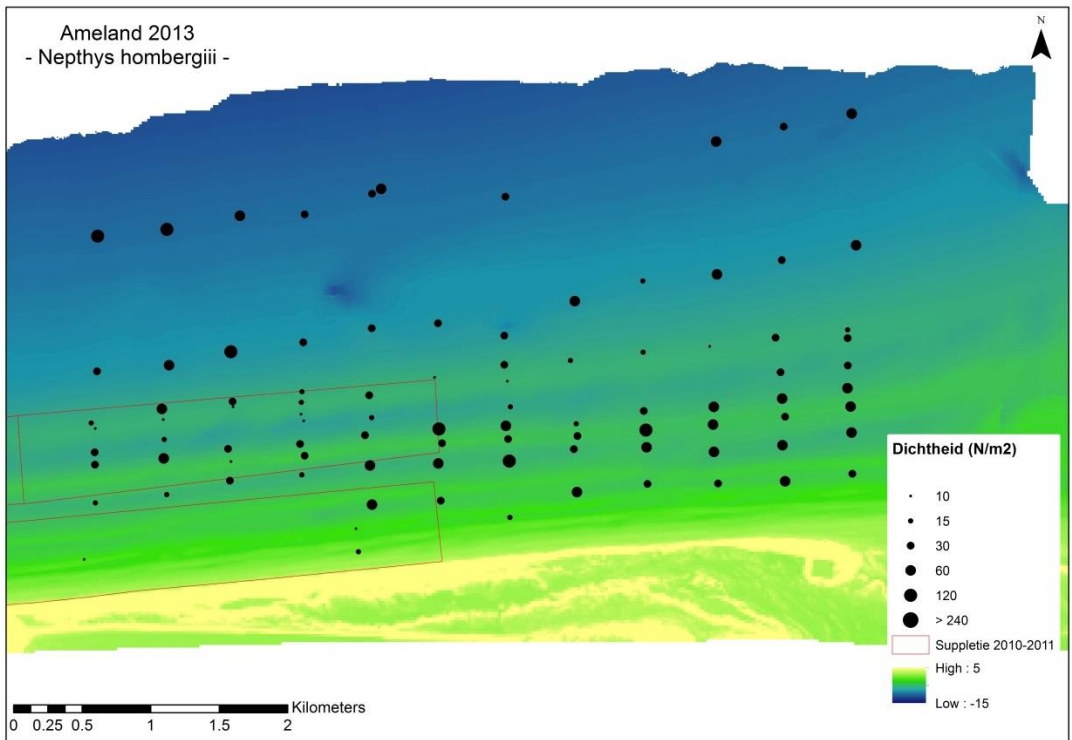 Ameland 2013
- Nepthys hombergiii -
N
Dichtheid (N/m2)
10
15
30
60
120
> 240
Suppletie 2010-2011
High : 5
Low : -15
Kilometers
0 0.25 0.5 1 1.5 2